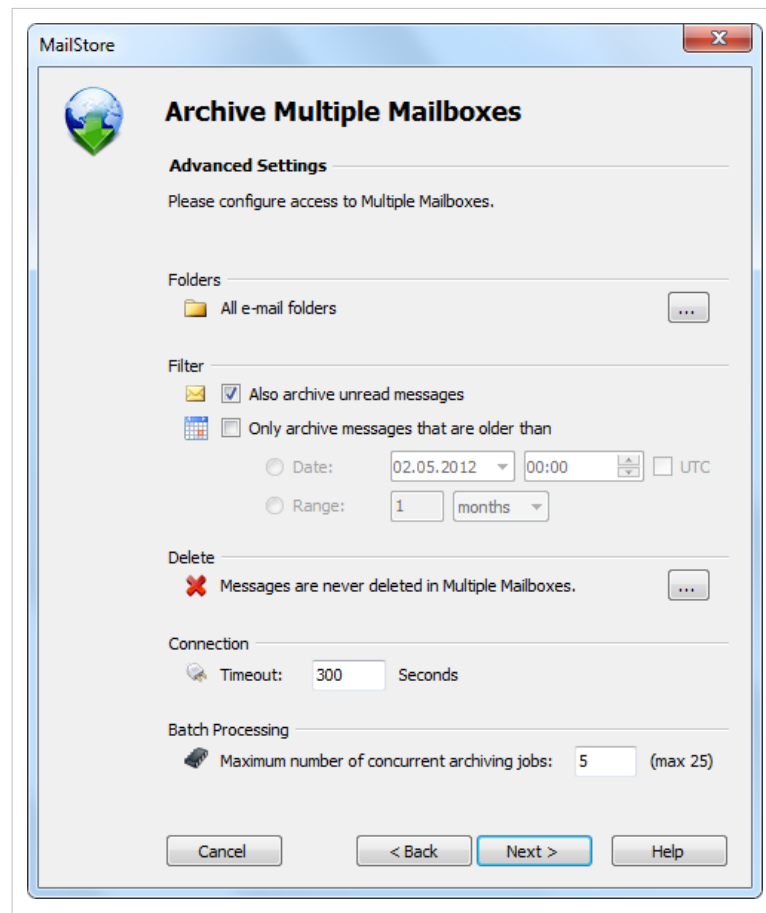 MailStore
Archive Multiple Mailboxes
Advanced Settings
Please configure access to Multiple Mailboxes.
Folders
All e-mail folders ...
Filter
Also archive unread messages
Only archive messages that are older than
Date: 02.05.2012 00:00 UTC
Range: 1 months
Delete
Messages are never deleted in Multiple Mailboxes. ...
Connection
Timeout: 300 Seconds
Batch Processing
Maximum number of concurrent archiving jobs: 5 (max 25)
Cancel < Back Next > Help